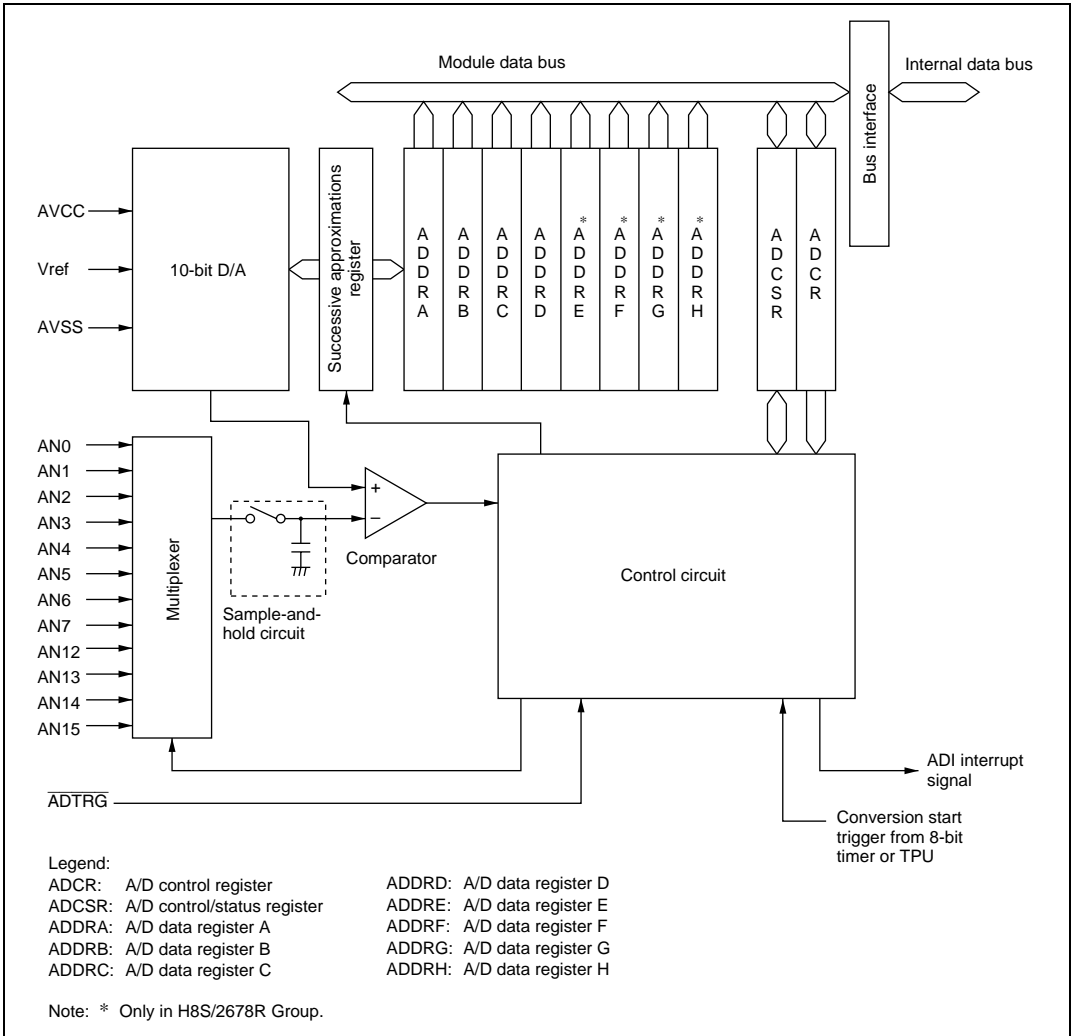 Module data bus
Internal data bus
Bus interface
AVCC
Vref
AVSS
10-bit D/A
Successive approximations
register
ADDRA
ADDRB
ADDRC
ADDRD
*ADDRE
*ADDRF
*ADDRG
*ADDRH
ADCSR
ADCR
AN0
AN1
AN2
AN3
AN4
AN5
AN6
AN7
AN12
AN13
AN14
AN15
Multiplexer
+
−
Comparator
Sample-and-
hold circuit
Control circuit
ADI interrupt
signal
ADTRG
Conversion start
trigger from 8-bit
timer or TPU
Legend:
ADCR: A/D control register
ADCSR: A/D control/status register
ADDRA: A/D data register A
ADDRB: A/D data register B
ADDRC: A/D data register C
ADDRD: A/D data register D
ADDRE: A/D data register E
ADDRF: A/D data register F
ADDRG: A/D data register G
ADDRH: A/D data register H
Note: * Only in H8S/2678R Group.